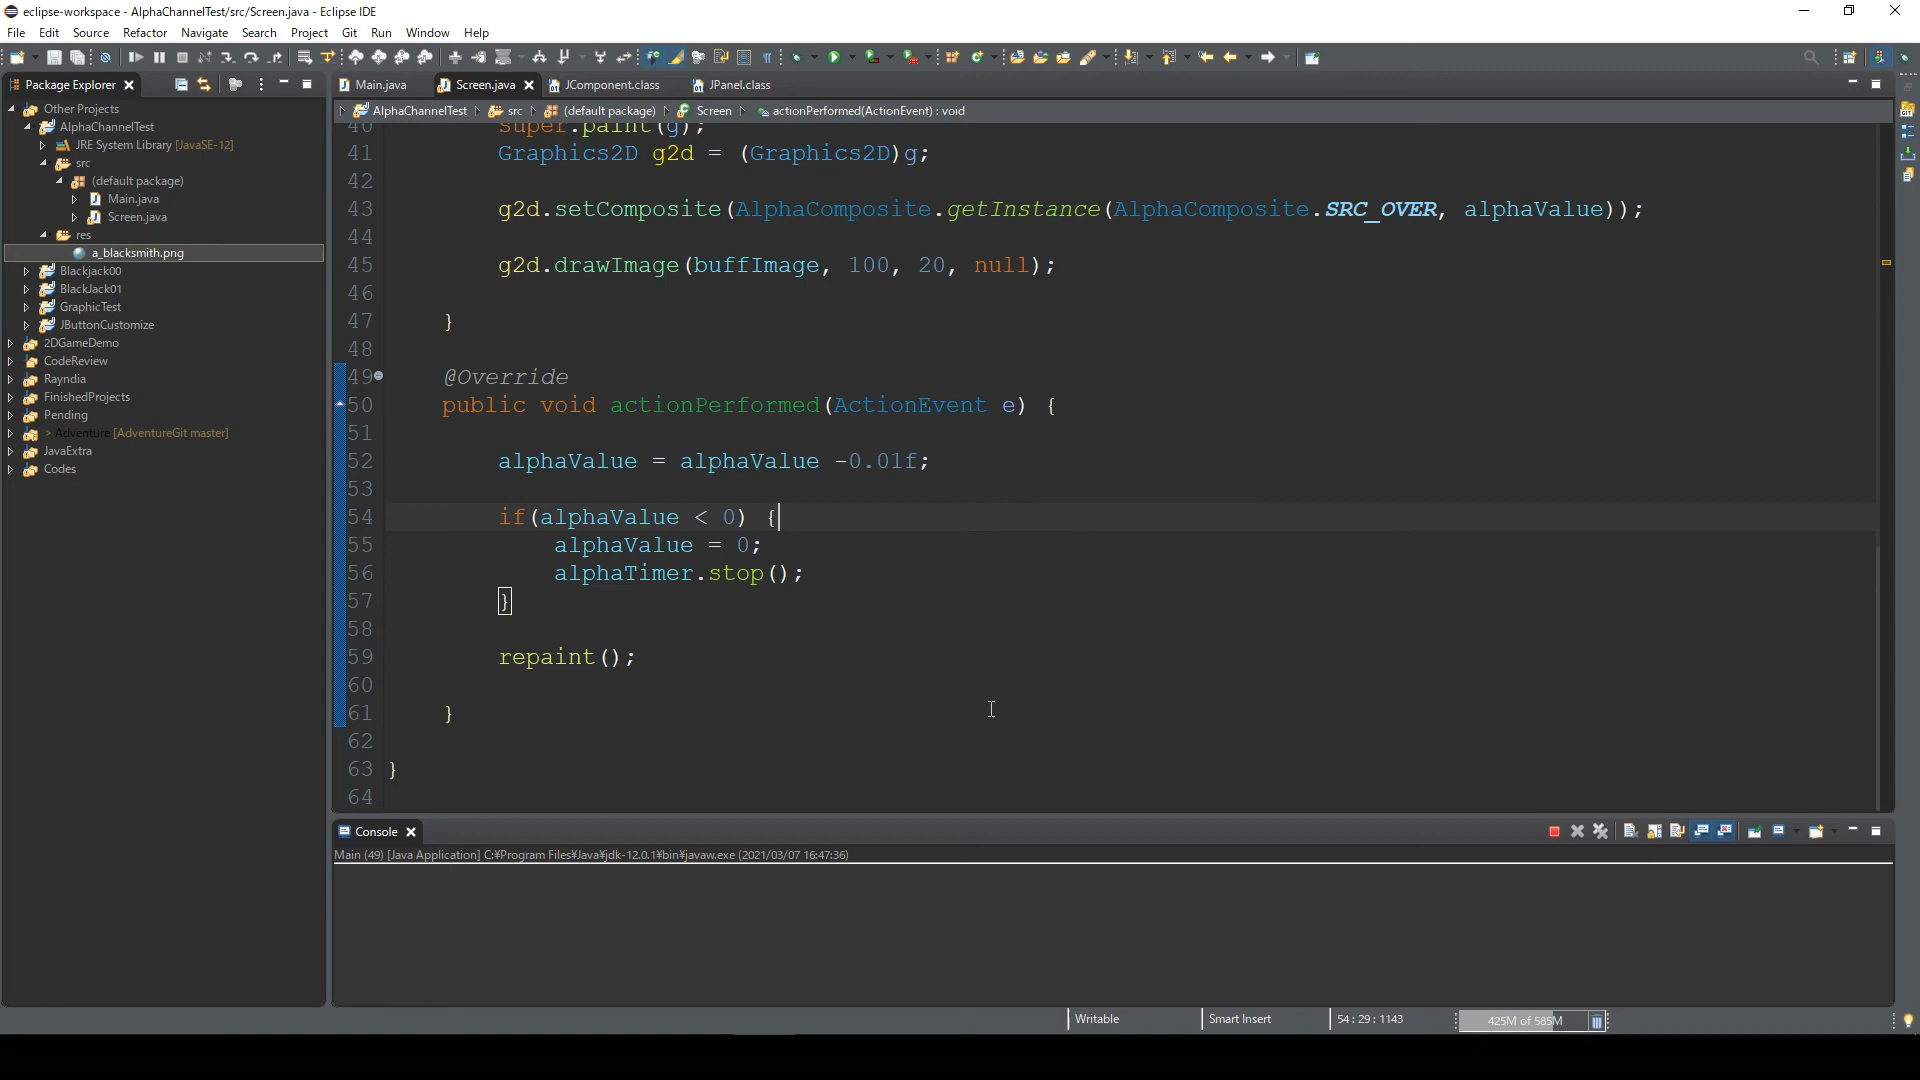 eclipse-workspace - AlphaChannelTest/src/Screen.java - Eclipse IDE
File Edit Source Refactor Navigate Search Project Git Run Window Help
Package Explorer
Main.java Screen.java JComponent.class JPanel.class
AlphaChannelTest src (default package) Screen actionPerformed(ActionEvent) : void
Other Projects
AlphaChannelTest
JRE System Library [JavaSE-12]
src
(default package)
Main.java
Screen.java
res
a_blacksmith.png
Blackjack00
BlackJack01
GraphicTest
JButtonCustomize
2DGameDemo
CodeReview
Rayndia
FinishedProjects
Pending
> Adventure [AdventureGit master]
JavaExtra
Codes
40 super.paint(g);
41 Graphics2D g2d = (Graphics2D)g;
42
43 g2d.setComposite(AlphaComposite.getInstance(AlphaComposite.SRC_OVER, alphaValue));
44
45 g2d.drawImage(buffImage, 100, 20, null);
46
47 }
48
49 @Override
50 public void actionPerformed(ActionEvent e) {
51
52 alphaValue = alphaValue -0.01f;
53
54 if(alphaValue < 0) {
55 alphaValue = 0;
56 alphaTimer.stop();
57 }
58
59 repaint();
60
61 }
62
63 }
64
Console
Main (49) [Java Application] C:¥Program Files¥Java¥jdk-12.0.1¥bin¥javaw.exe (2021/03/07 16:47:36)
Writable Smart Insert 54 : 29 : 1143 425M of 585M